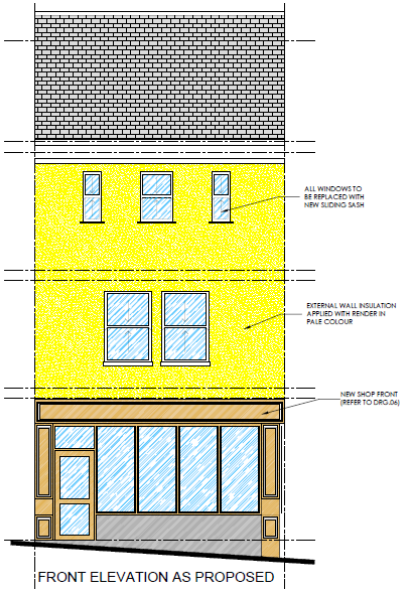 ALL WINDOWS TO
BE REPLACED WITH
NEW SLIDING SASH
EXTERNAL WALL INSULATION
APPLIED WITH RENDER IN
PALE COLOUR
NEW SHOP FRONT
(REFER TO DRG.06)
FRONT ELEVATION AS PROPOSED